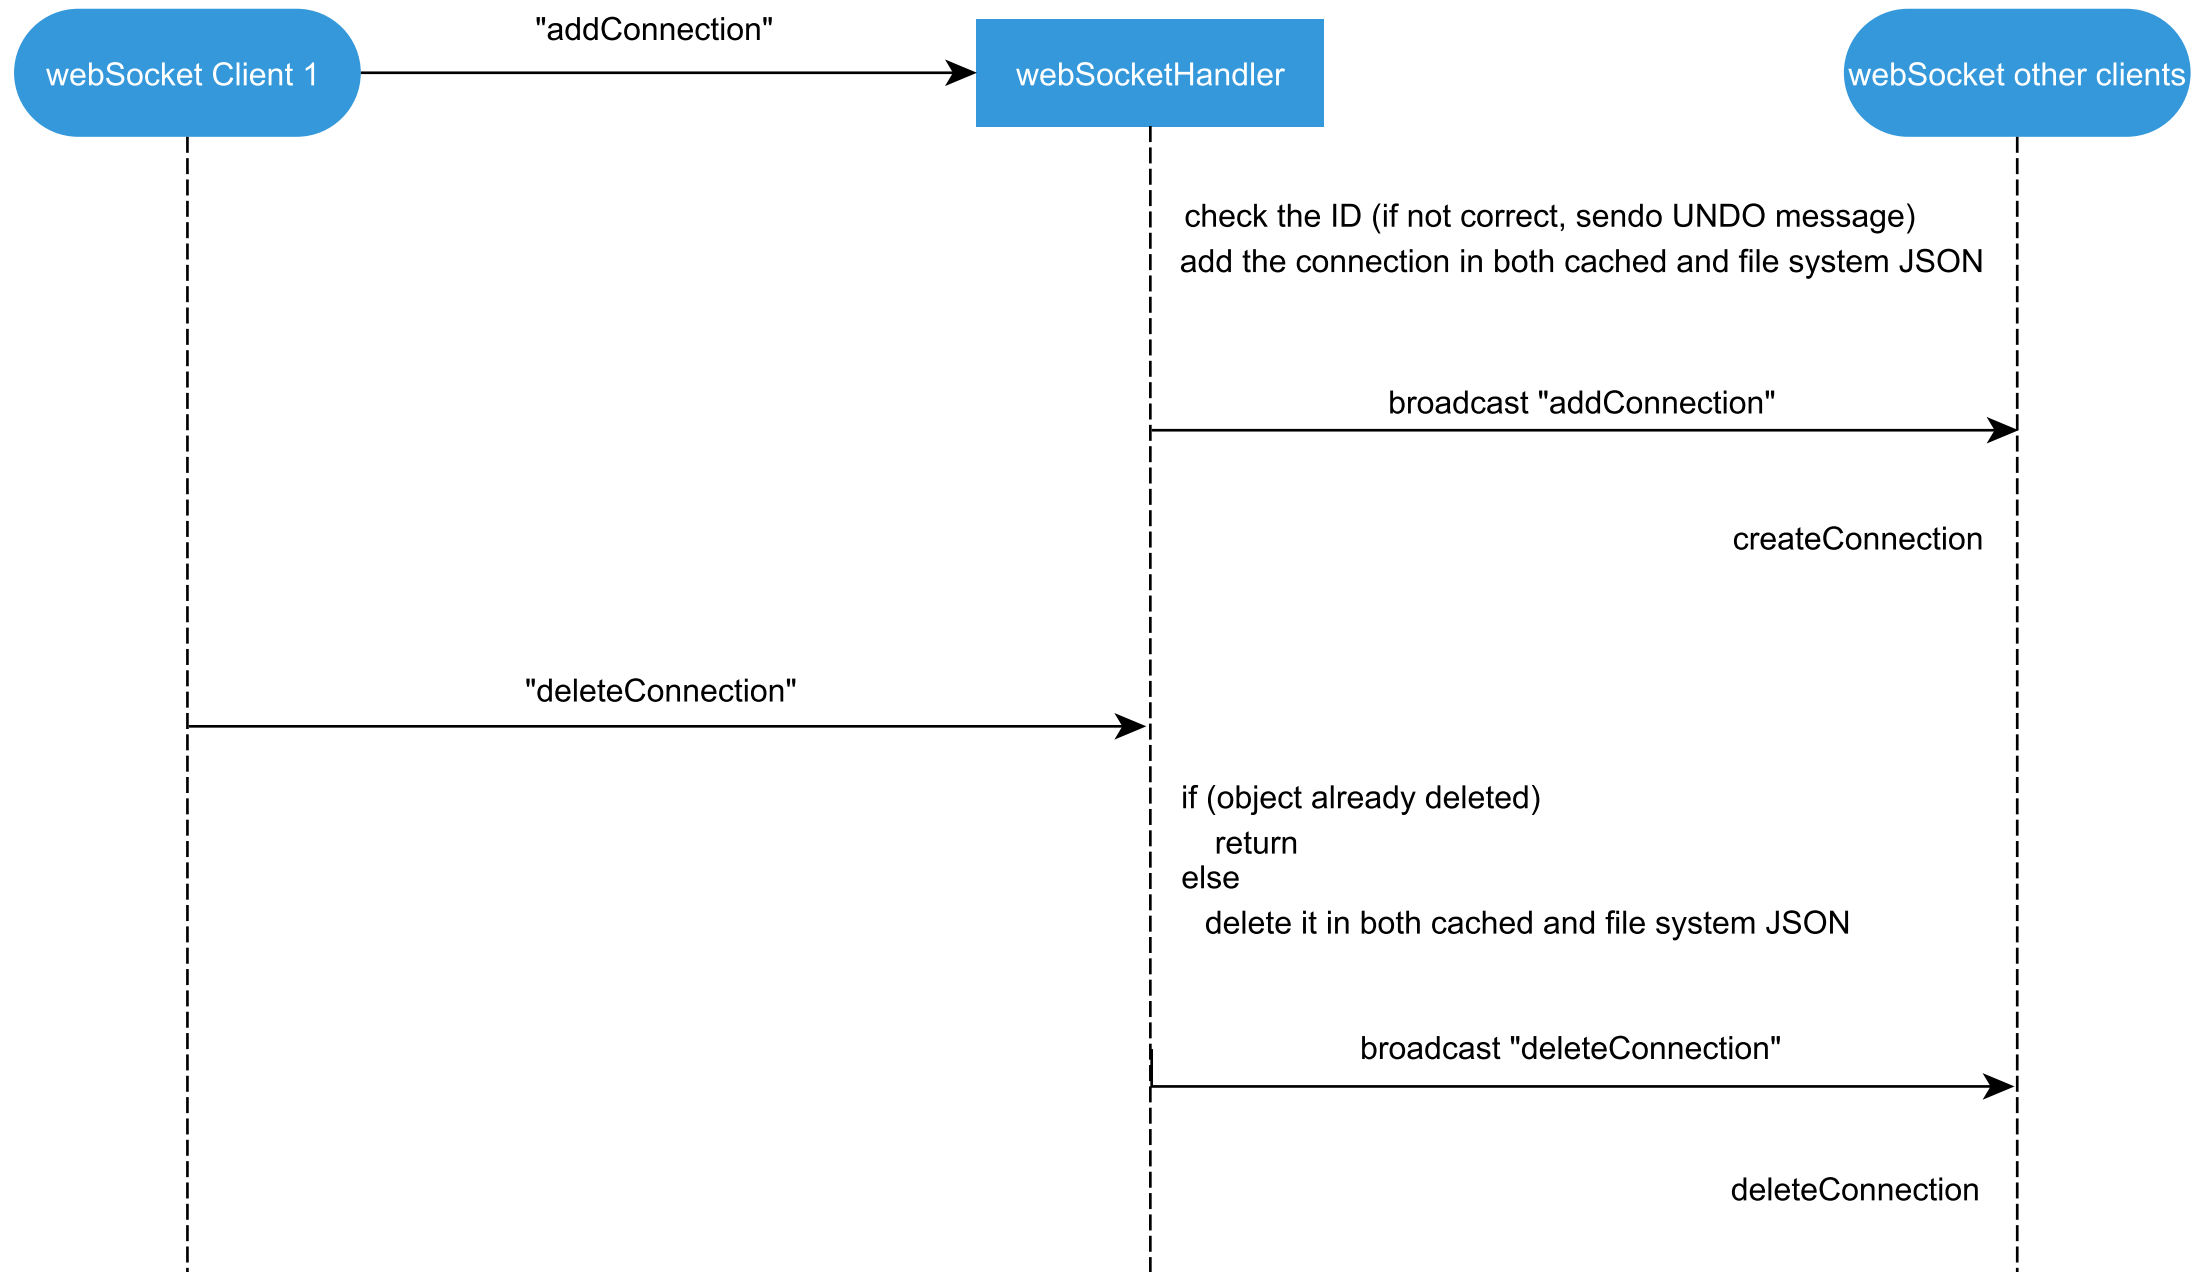 "addConnection"
webSocket Client 1
webSocketHandler
webSocket other clients
check the ID (if not correct, sendo UNDO message)
add the connection in both cached and file system JSON
broadcast "addConnection"
createConnection
"deleteConnection"
if (object already deleted)
return
else
delete it in both cached and file system JSON
broadcast "deleteConnection"
deleteConnection